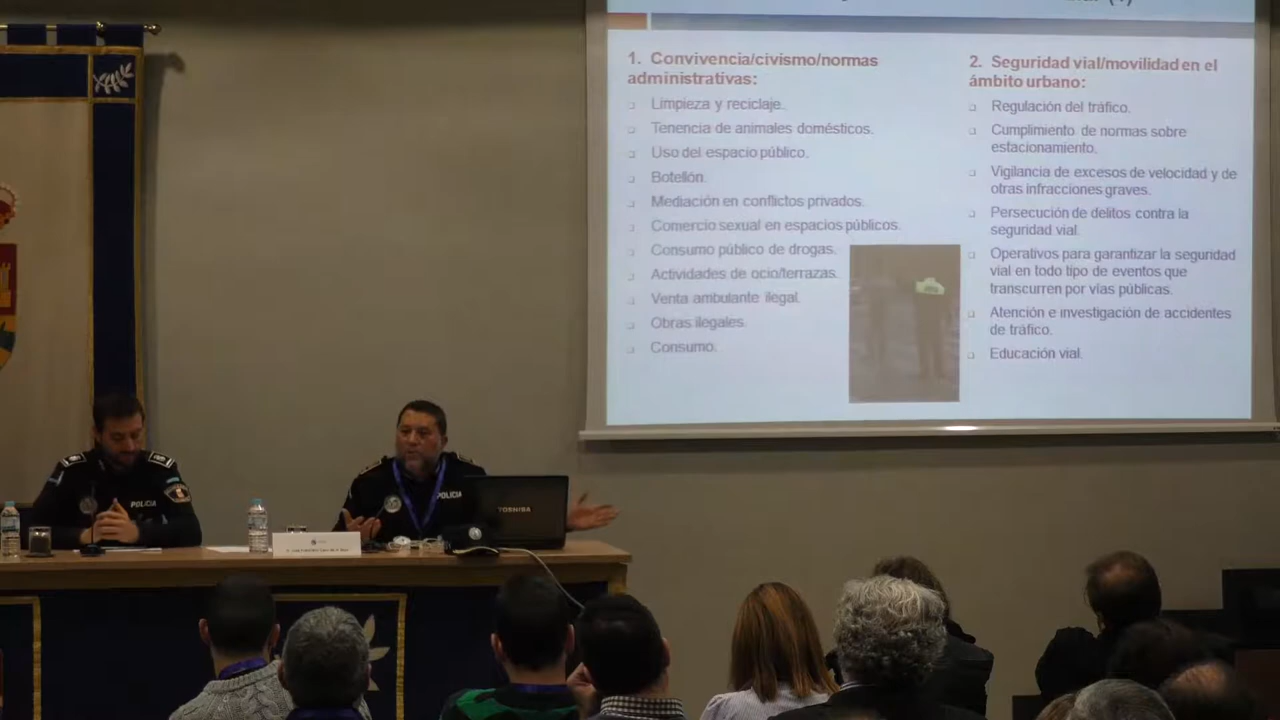 1. Convivencia/civismo/normas
administrativas:
Limpieza y reciclaje.
Tenencia de animales domésticos.
Uso del espacio público.
Botellón.
Mediación en conflictos privados.
Comercio sexual en espacios públicos.
Consumo público de drogas.
Actividades de ocio/terrazas.
Venta ambulante ilegal.
Obras ilegales.
Consumo.
2. Seguridad vial/movilidad en el
ámbito urbano:
Regulación del tráfico.
Cumplimiento de normas sobre
estacionamiento.
Vigilancia de excesos de velocidad y de
otras infracciones graves.
Persecución de delitos contra la
seguridad vial.
Operativos para garantizar la seguridad
vial en todo tipo de eventos que
transcurren por vías públicas.
Atención e investigación de accidentes
de tráfico.
Educación vial.
POLICIA
POLICIA
TOSHIBA